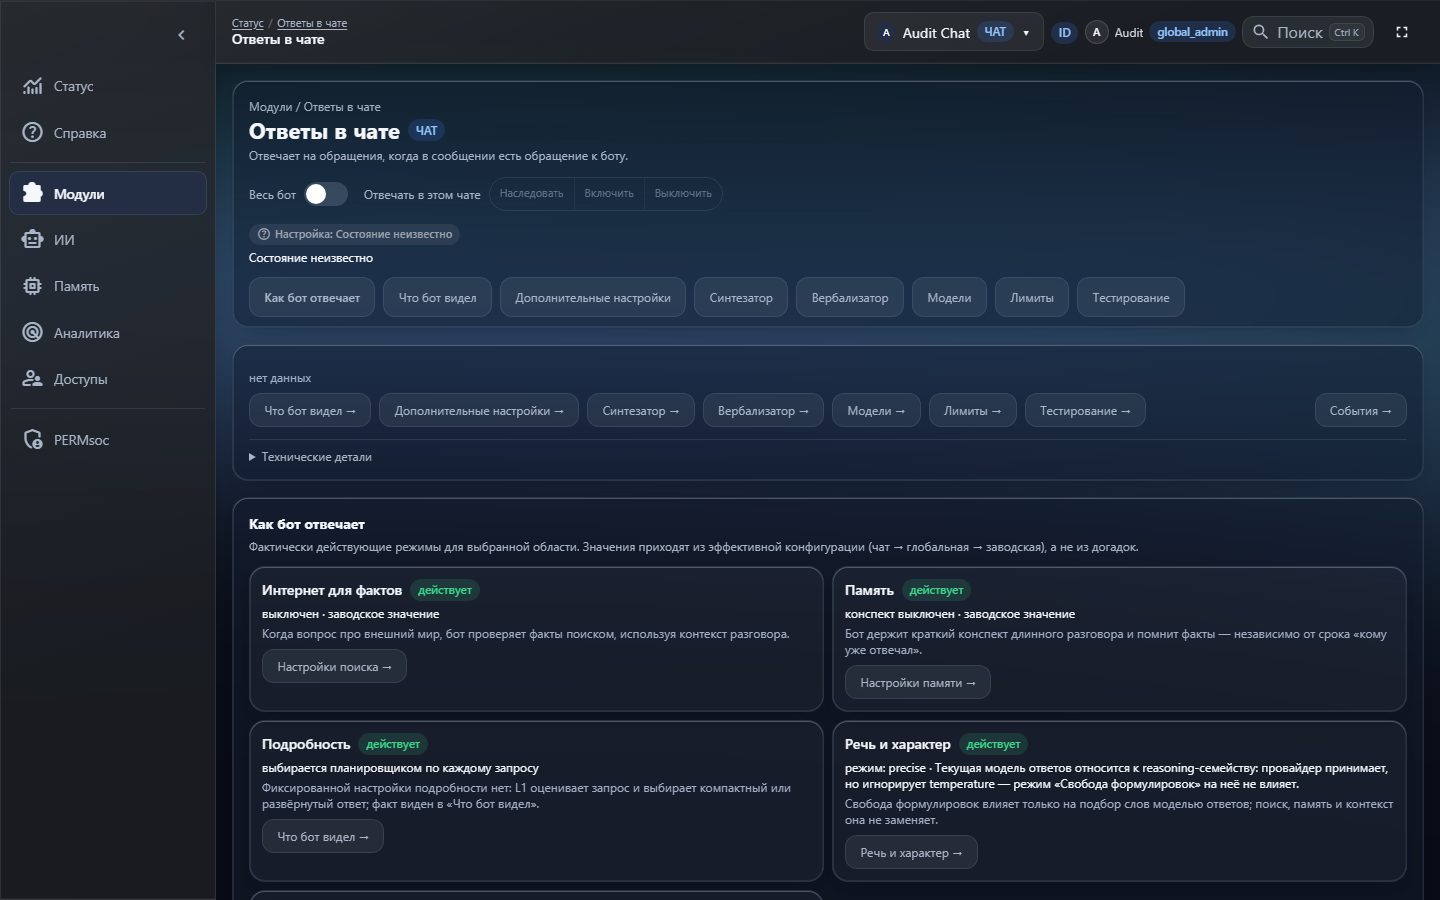 Статус / Ответы в чате
Ответы в чате
A Audit Chat ЧАТ ▾
ID
A Audit global_admin
Поиск Ctrl K
Статус
Справка
Модули
ИИ
Память
Аналитика
Доступы
PERMsoc
Модули / Ответы в чате
Ответы в чате ЧАТ
Отвечает на обращения, когда в сообщении есть обращение к боту.
Весь бот
Отвечать в этом чате Наследовать Включить Выключить
Настройка: Состояние неизвестно
Состояние неизвестно
Как бот отвечает Что бот видел Дополнительные настройки Синтезатор Вербализатор Модели Лимиты Тестирование
нет данных
Что бот видел → Дополнительные настройки → Синтезатор → Вербализатор → Модели → Лимиты → Тестирование → События →
▶ Технические детали
Как бот отвечает
Фактически действующие режимы для выбранной области. Значения приходят из эффективной конфигурации (чат → глобальная → заводская), а не из догадок.
Интернет для фактов действует
выключен · заводское значение
Когда вопрос про внешний мир, бот проверяет факты поиском, используя контекст разговора.
Настройки поиска →
Память действует
конспект выключен · заводское значение
Бот держит краткий конспект длинного разговора и помнит факты — независимо от срока «кому
уже отвечал».
Настройки памяти →
Подробность действует
выбирается планировщиком по каждому запросу
Фиксированной настройки подробности нет: L1 оценивает запрос и выбирает компактный или
развёрнутый ответ; факт виден в «Что бот видел».
Что бот видел →
Речь и характер действует
режим: precise · Текущая модель ответов относится к reasoning-семейству: провайдер принимает,
но игнорирует temperature — режим «Свобода формулировок» на неё не влияет.
Свобода формулировок влияет только на подбор слов моделью ответов; поиск, память и контекст
она не заменяет.
Речь и характер →